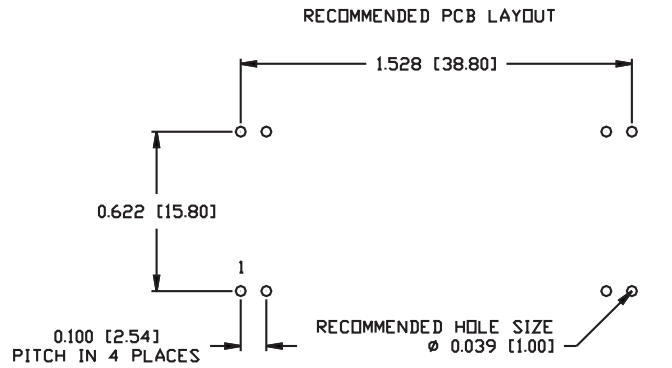 RECOMMENDED PCB LAYOUT
1.528 [38.80]
0.622 [15.80]
1
0.100 [2.54]
PITCH IN 4 PLACES
RECOMMENDED HOLE SIZE
ø 0.039 [1.00]